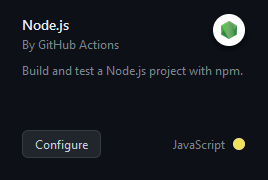 Node.js
By GitHub Actions
Build and test a Node.js project with npm.
Configure
JavaScript